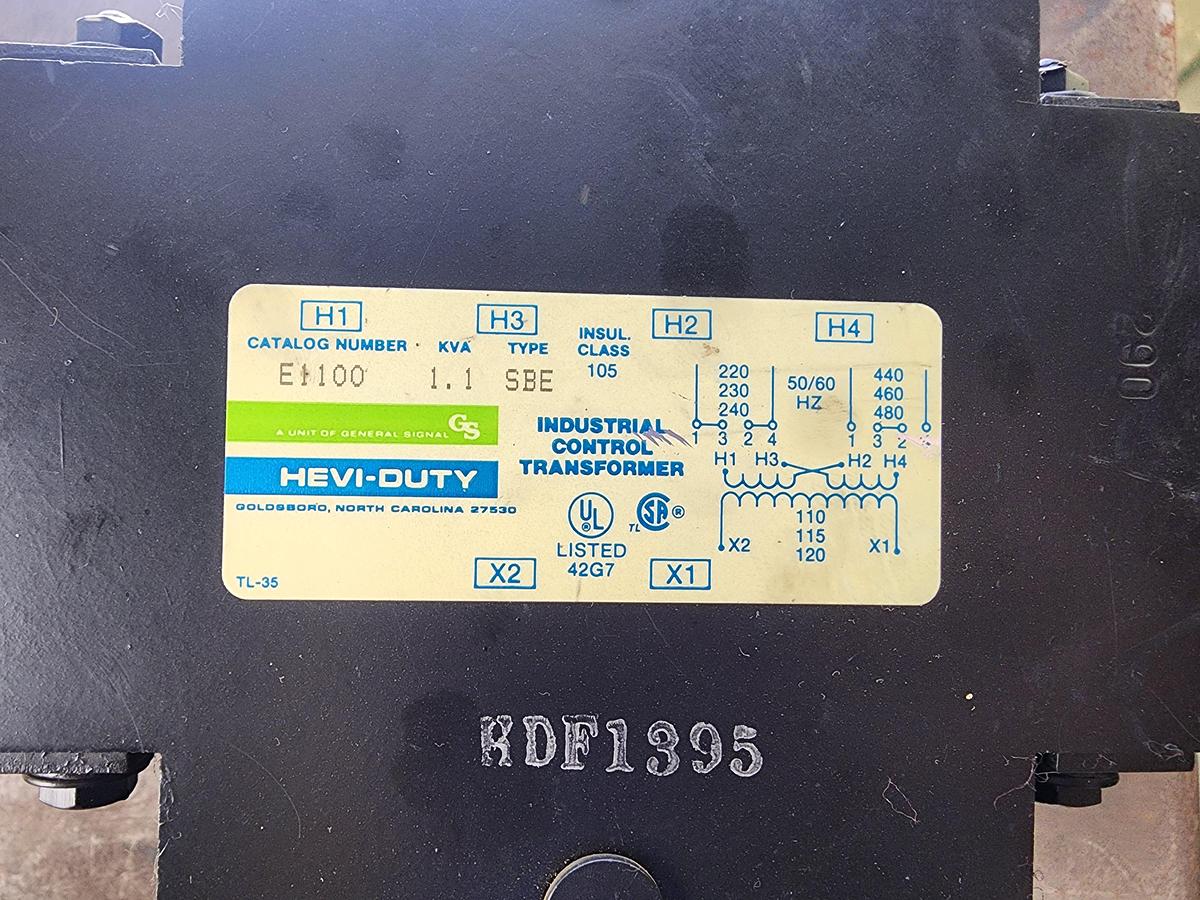 H1 H3 H2 H4
CATALOG NUMBER KVA TYPE INSUL. CLASS
E1100 1.1 SBE 105
GS
A UNIT OF GENERAL SIGNAL
HEVI-DUTY
GOLDSBORO, NORTH CAROLINA 27530
INDUSTRIAL
CONTROL
TRANSFORMER
UL ®
LISTED
42G7
TL SA ®
220
230
240
50/60
HZ
440
460
480
1 3 2 4 1 3 2
H1 H3 H2 H4
110
115
120
X2 X1
X2 X1
TL-35
KDF1395
290